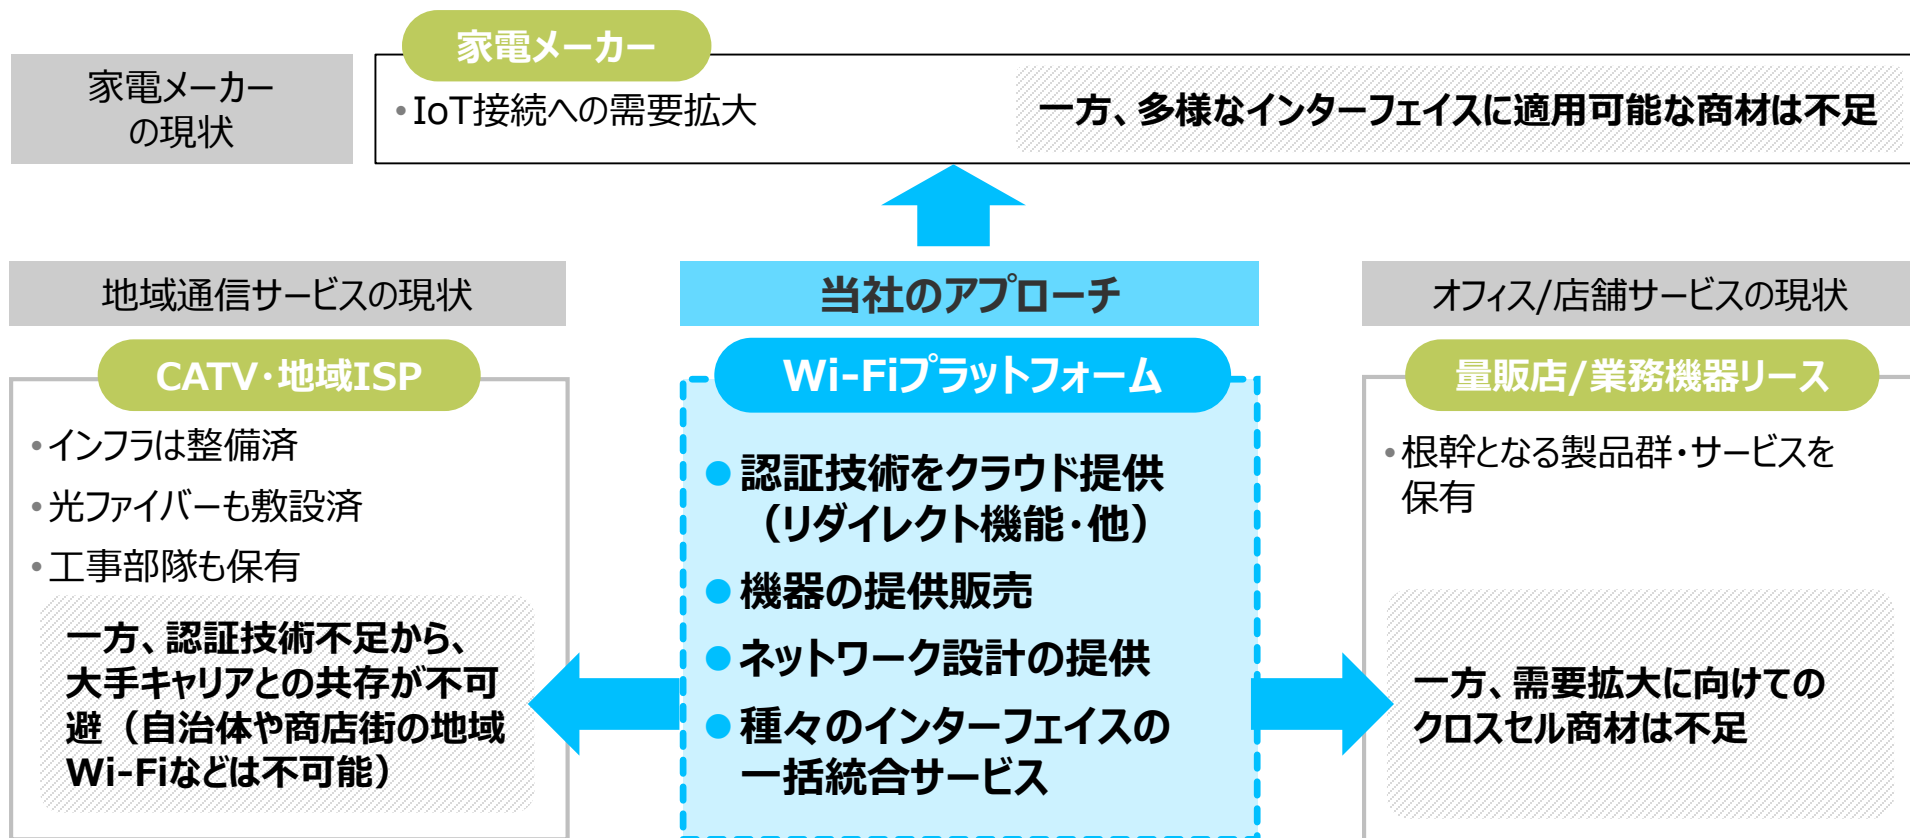 家電メーカー
の現状
家電メーカー
・IoT接続への需要拡大
一方、多様なインターフェイスに適用可能な商材は不足
地域通信サービスの現状
CATV・地域ISP
・インフラは整備済
・光ファイバーも敷設済
・工事部隊も保有
一方、認証技術不足から、
大手キャリアとの共存が不可
避（自治体や商店街の地域
Wi-Fiなどは不可能）
当社のアプローチ
Wi-Fiプラットフォーム
●認証技術をクラウド提供
（リダイレクト機能・他）
●機器の提供販売
●ネットワーク設計の提供
●種々のインターフェイスの
一括統合サービス
オフィス/店舗サービスの現状
量販店/業務機器リース
・根幹となる製品群・サービスを
保有
一方、需要拡大に向けての
クロスセル商材は不足